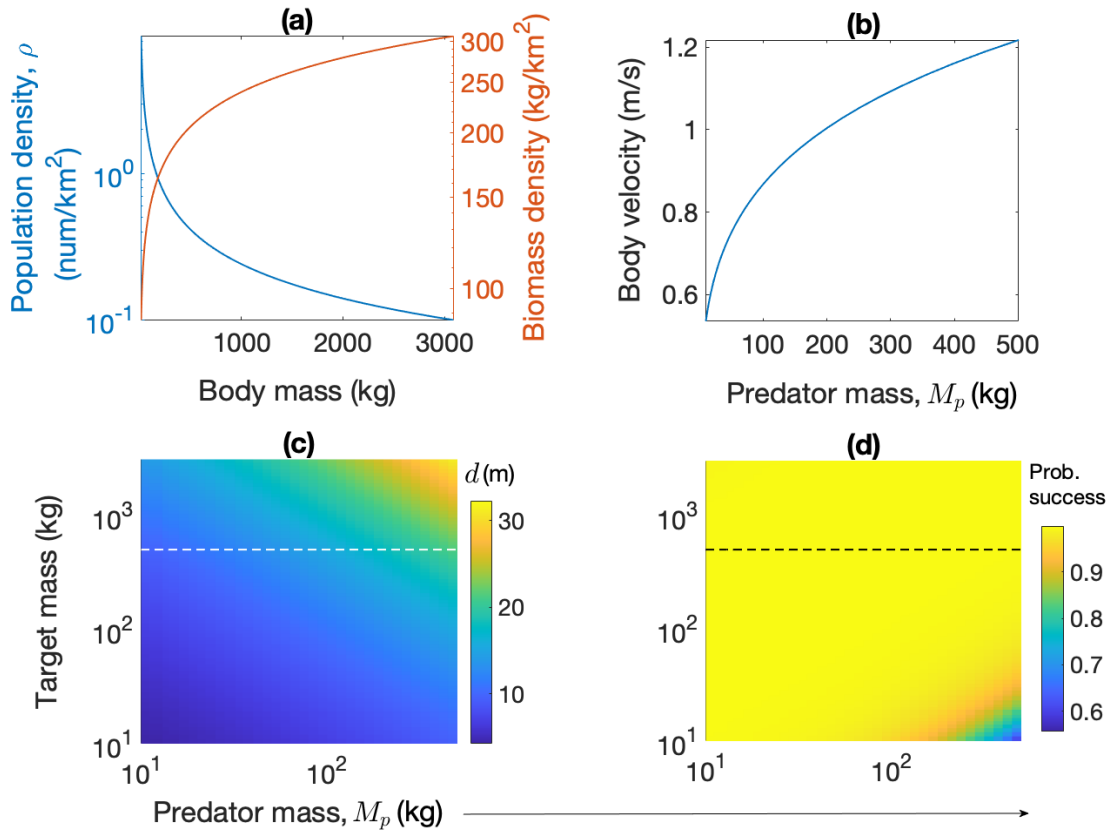 (a)
Population density, ρ
(num/km²)
10⁰
10⁻¹
1000
2000
3000
Body mass (kg)
300
250
200
150
100
Biomass density (kg/km²)
(b)
Body velocity (m/s)
1.2
1
0.8
0.6
100
200
300
400
500
Predator mass, Mₚ (kg)
(c)
Target mass (kg)
10³
10²
10¹
10¹
10²
d (m)
30
20
10
(d)
10³
10²
10¹
10¹
10²
Prob.
success
0.9
0.8
0.7
0.6
Predator mass, Mₚ (kg)